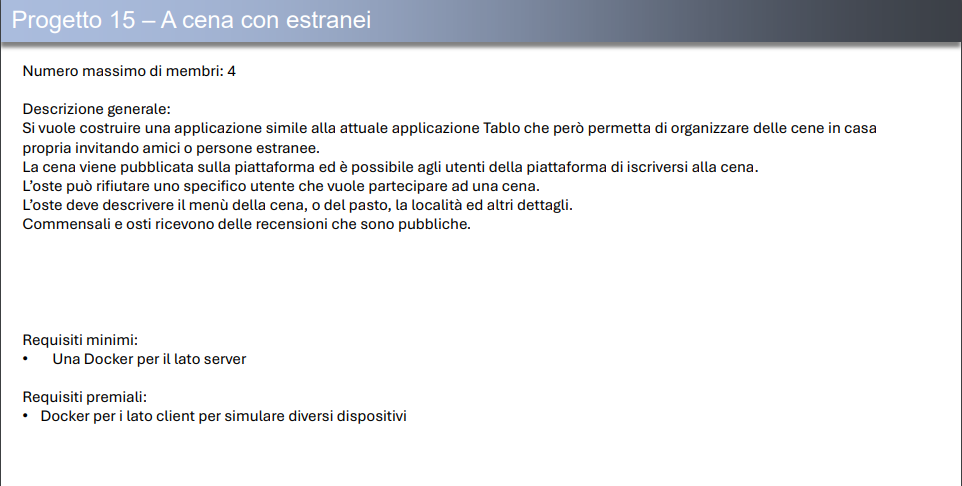 Progetto 15 – A cena con estranei
Numero massimo di membri: 4
Descrizione generale:
Si vuole costruire una applicazione simile alla attuale applicazione Tablo che però permetta di organizzare delle cene in casa
propria invitando amici o persone estranee.
La cena viene pubblicata sulla piattaforma ed è possibile agli utenti della piattaforma di iscriversi alla cena.
L’oste può rifiutare uno specifico utente che vuole partecipare ad una cena.
L’oste deve descrivere il menù della cena, o del pasto, la località ed altri dettagli.
Commensali e osti ricevono delle recensioni che sono pubbliche.
Requisiti minimi:
• Una Docker per il lato server
Requisiti premiali:
• Docker per i lato client per simulare diversi dispositivi